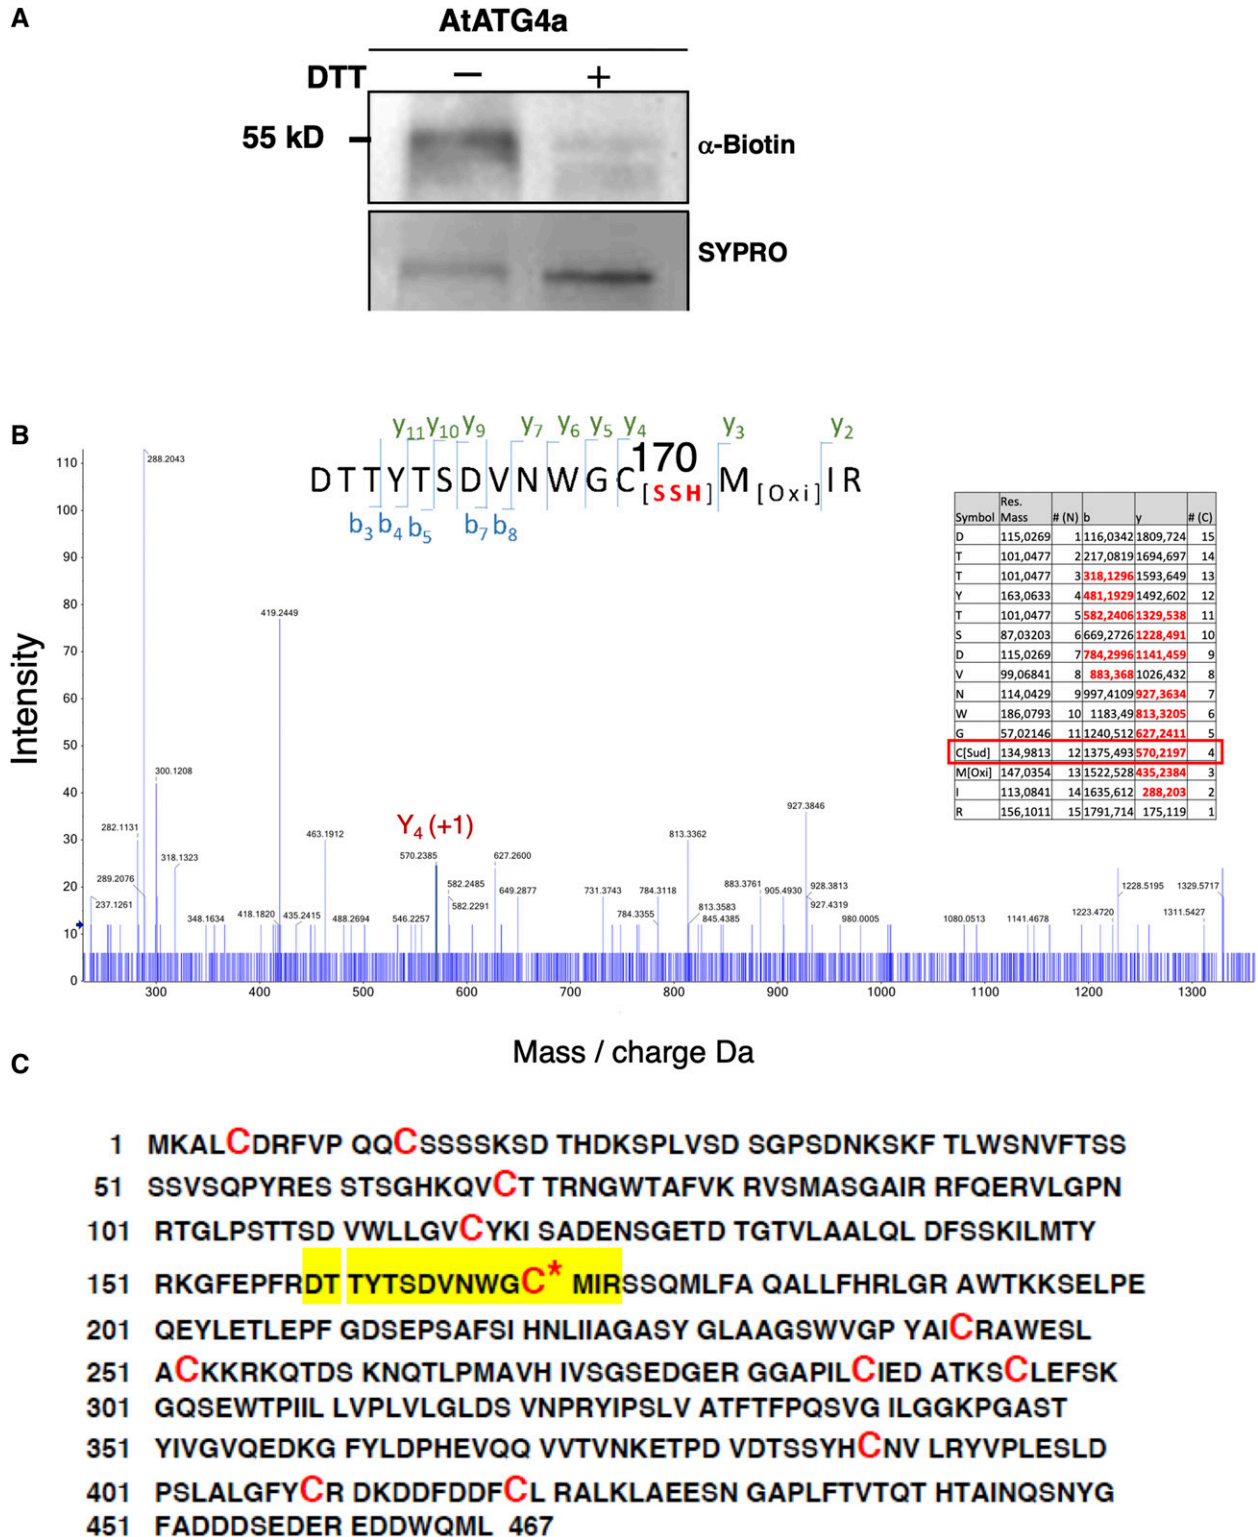 A
AtATG4a
DTT − +
55 kD
α-Biotin
SYPRO
B
y11 y10 y9 y7 y6 y5 y4 y3 y2
D T T Y T S D V N W G C 170 [SSH] M [Oxi] I R
b3 b4 b5 b7 b8
Intensity
110
100
90
80
70
60
50
40
30
20
10
0
288.2043
419.2449
300.1208
282.1131
318.1323
289.2076
237.1261
348.1634
418.1820
435.2415
463.1912
488.2694
546.2257
Y4 (+1)
570.2385
627.2600
582.2485
582.2291
649.2877
731.3743
784.3118
784.3355
813.3362
813.3583
845.4385
883.3761
905.4930
927.3846
928.3813
927.4319
980.0005
1080.0513
1141.4678
1223.4720
1228.5195
1311.5427
1329.5717
300 400 500 600 700 800 900 1000 1100 1200 1300
Mass / charge Da
Symbol Res. Mass # (N) b y # (C)
D 115,0269 1 116,0342 1809,724 15
T 101,0477 2 217,0819 1694,697 14
T 101,0477 3 318,1296 1593,649 13
Y 163,0633 4 481,1929 1492,602 12
T 101,0477 5 582,2406 1329,538 11
S 87,03203 6 669,2726 1228,491 10
D 115,0269 7 784,2996 1141,459 9
V 99,06841 8 883,368 1026,432 8
N 114,0429 9 997,4109 927,3634 7
W 186,0793 10 1183,49 813,3205 6
G 57,02146 11 1240,512 627,2411 5
C[Sud] 134,9813 12 1375,493 570,2197 4
M[Oxi] 147,0354 13 1522,528 435,2384 3
I 113,0841 14 1635,612 288,203 2
R 156,1011 15 1791,714 175,119 1
C
1 MKALCDRFVP QQCSSSSKSD THDKSPLVSD SGPSDNKSKF TLWSNVFTSS
51 SSVSQPYRES STSGHKQVCT TRNGWTAFVK RVSMASGAIR RFQERVLGPN
101 RTGLPSTTSD VWLLGVCYKI SADENSGETD TGTVLAALQL DFSSKILMTY
151 RKGFEPFRDT TYTSDVNWGC* MIRSSQMLFA QALLFHRLGR AWTKKSELPE
201 QEYLETLEPF GDSEPSAFSI HNLIIAGASY GLAAGSWVGP YAICRAWESL
251 ACKKRKQTDS KNQTLPMAVH IVSGSEDGER GGAPILCIED ATKSCLEFSK
301 GQSEWTPIIL LVPLVLGLDS VNPRYIPSLV ATFTFPQSVG ILGGKPGAST
351 YIVGVQEDKG FYLDPHEVQQ VVTVNKETPD VDTSSYHCNV LRYVPLESLD
401 PSLALGFYCR DKDDFDDFCL RALKLAEESN GAPLFTVTQT HTAINQSNYG
451 FADDDSEDER EDDWQML 467